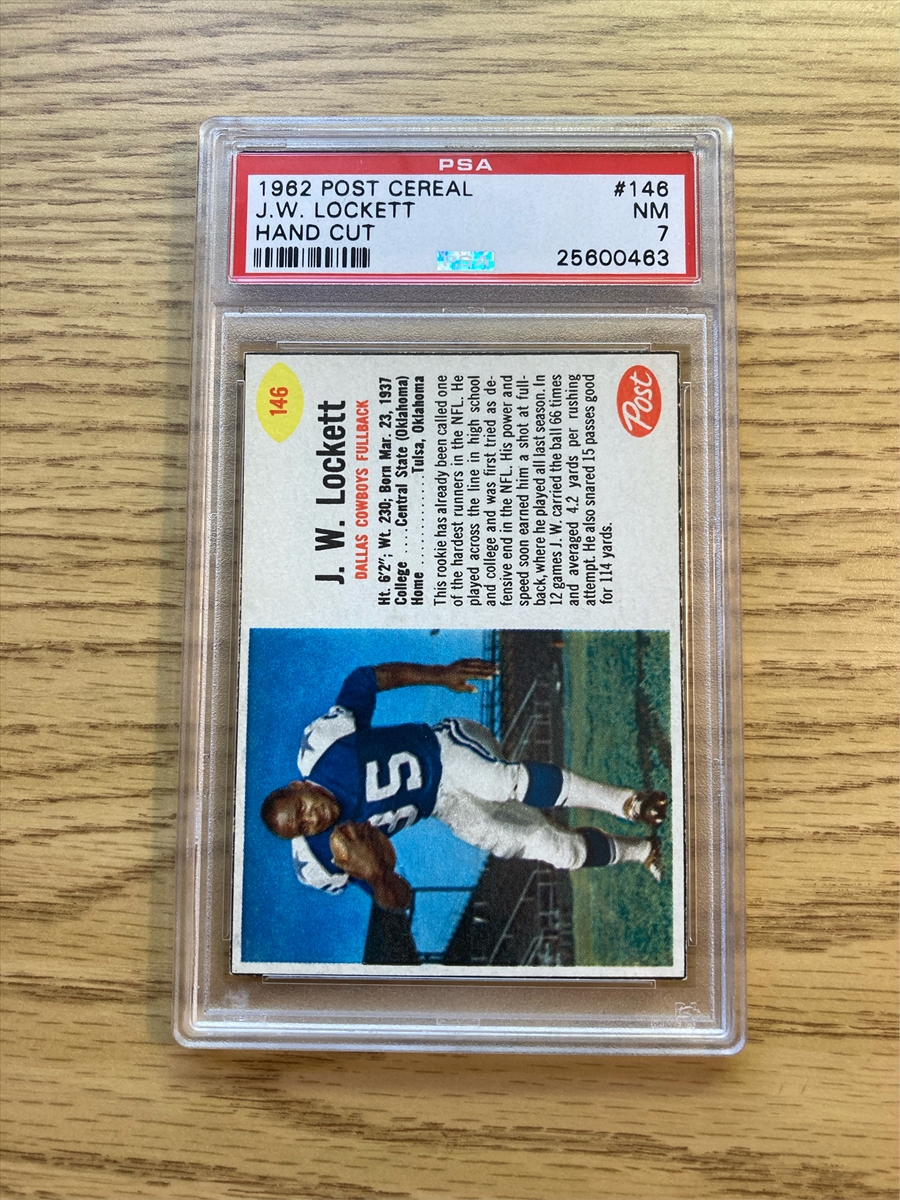 PSA
1962 POST CEREAL #146
J.W. LOCKETT NM
HAND CUT 7
25600463
146
J. W. Lockett
DALLAS COWBOYS FULLBACK
Ht. 6'2"; Wt. 230; Born Mar. 23, 1937
College .... Central State (Oklahoma)
Home ............Tulsa, Oklahoma
This rookie has already been called one
of the hardest runners in the NFL. He
played across the line in high school
and college and was first tried as de-
fensive end in the NFL. His power and
speed soon earned him a shot at full-
back, where he played all last season. In
12 games J. W. carried the ball 66 times
and averaged 4.2 yards per rushing
attempt. He also snared 15 passes good
for 114 yards.
Post
35